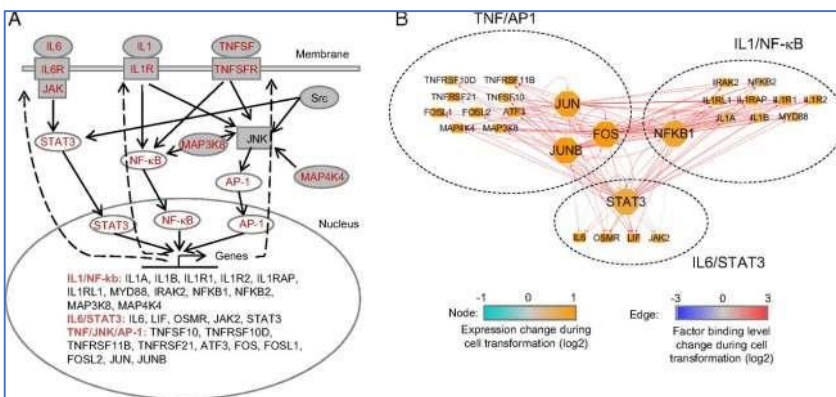 A
IL6
IL1
TNFSF
Membrane
IL6R
IL1R
TNFSFR
JAK
Src
STAT3
NF-κB
MAP3K8
JNK
MAP4K4
AP-1
Nucleus
STAT3
NF-κB
AP-1
Genes
IL1/NF-kb: IL1A, IL1B, IL1R1, IL1R2, IL1RAP,
IL1RL1, MYD88, IRAK2, NFKB1, NFKB2,
MAP3K8, MAP4K4
IL6/STAT3: IL6, LIF, OSMR, JAK2, STAT3
TNF/JNK/AP-1: TNFSF10, TNFRSF10D,
TNFRSF11B, TNFRSF21, ATF3, FOS, FOSL1,
FOSL2, JUN, JUNB
B
TNF/AP1
IL1/NF-κB
TNFRSF10D TNFRSF11B
TNFRSF21 TNFSF10
FOSL1 FOSL2 ATF3
MAP4K4 MAP3K8
JUN
FOS
JUNB
NFKB1
IRAK2 NFKB2
IL1RL1 IL1RAP IL1R1 IL1R2
IL1A IL1B MYD88
STAT3
IL6 OSMR LIF JAK2
IL6/STAT3
-1 0 1
Node:
Expression change during
cell transformation (log2)
-3 0 3
Edge:
Factor binding level
change during cell
transformation (log2)